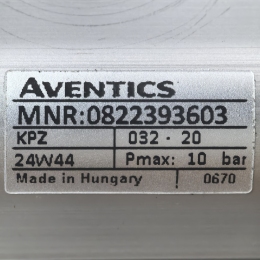 AVENTICS
MNR:0822393603
KPZ 032 - 20
24W44 Pmax: 10 bar
Made in Hungary 0670